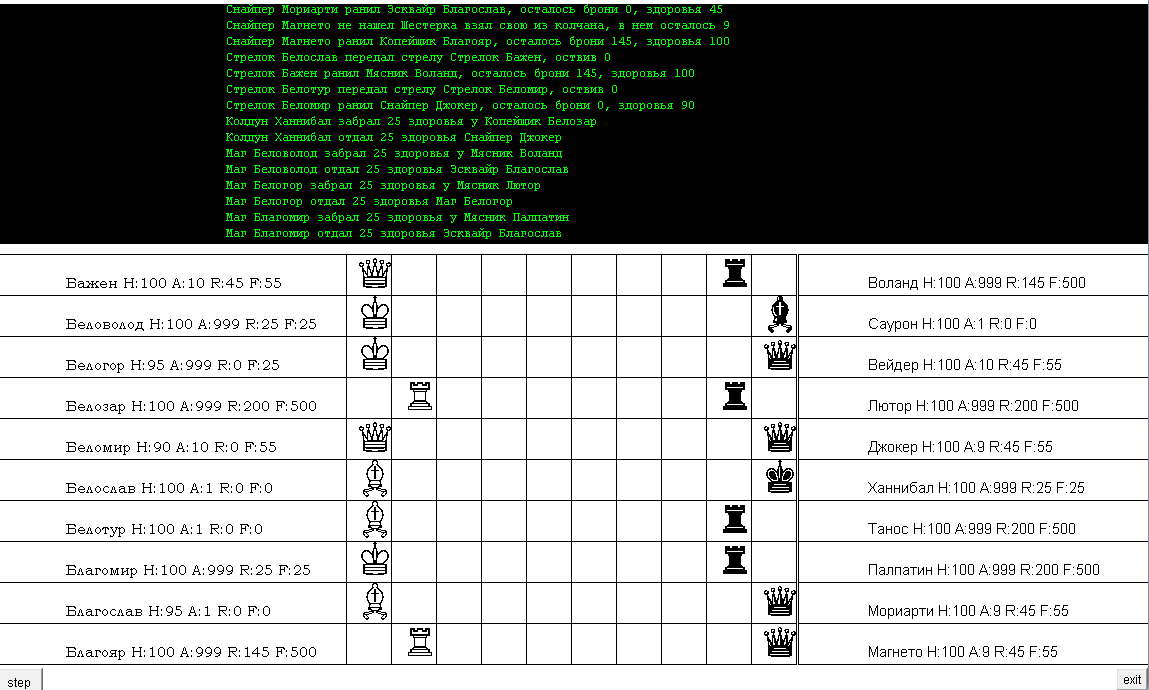 Снайпер Мориарти ранил Эсквайр Благослав, осталось брони 0, здоровья 45
Снайпер Магнето не нашел Шестерка взял свою из колчана, в нем осталось 9
Снайпер Магнето ранил Копейщик Благояр, осталось брони 145, здоровья 100
Стрелок Белослав передал стрелу Стрелок Бажен, оствив 0
Стрелок Бажен ранил Мясник Воланд, осталось брони 145, здоровья 100
Стрелок Белотур передал стрелу Стрелок Беломир, оствив 0
Стрелок Беломир ранил Снайпер Джокер, осталось брони 0, здоровья 90
Колдун Ханнибал забрал 25 здоровья у Копейщик Белозар
Колдун Ханнибал отдал 25 здоровья Снайпер Джокер
Маг Беловолод забрал 25 здоровья у Мясник Воланд
Маг Беловолод отдал 25 здоровья Эсквайр Благослав
Маг Белогор забрал 25 здоровья у Мясник Лютор
Маг Белогор отдал 25 здоровья Маг Белогор
Маг Благомир забрал 25 здоровья у Мясник Палпатин
Маг Благомир отдал 25 здоровья Эсквайр Благослав
Бажен H:100 A:10 R:45 F:55
Воланд H:100 A:999 R:145 F:500
Беловолод H:100 A:999 R:25 F:25
Саурон H:100 A:1 R:0 F:0
Белогор H:95 A:999 R:0 F:25
Вейдер H:100 A:10 R:45 F:55
Белозар H:100 A:999 R:200 F:500
Лютор H:100 A:999 R:200 F:500
Беломир H:90 A:10 R:0 F:55
Джокер H:100 A:9 R:45 F:55
Белослав H:100 A:1 R:0 F:0
Ханнибал H:100 A:999 R:25 F:25
Белотур H:100 A:1 R:0 F:0
Танос H:100 A:999 R:200 F:500
Благомир H:100 A:999 R:25 F:25
Палпатин H:100 A:999 R:200 F:500
Благослав H:95 A:1 R:0 F:0
Мориарти H:100 A:9 R:45 F:55
Благояр H:100 A:999 R:145 F:500
Магнето H:100 A:9 R:45 F:55
step
exit